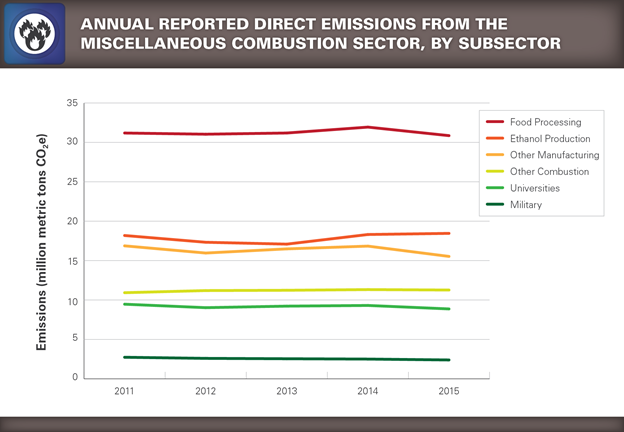 ANNUAL REPORTED DIRECT EMISSIONS FROM THE
MISCELLANEOUS COMBUSTION SECTOR, BY SUBSECTOR
Emissions (million metric tons CO₂e)
35
30
25
20
15
10
5
0
2011 2012 2013 2014 2015
Food Processing
Ethanol Production
Other Manufacturing
Other Combustion
Universities
Military